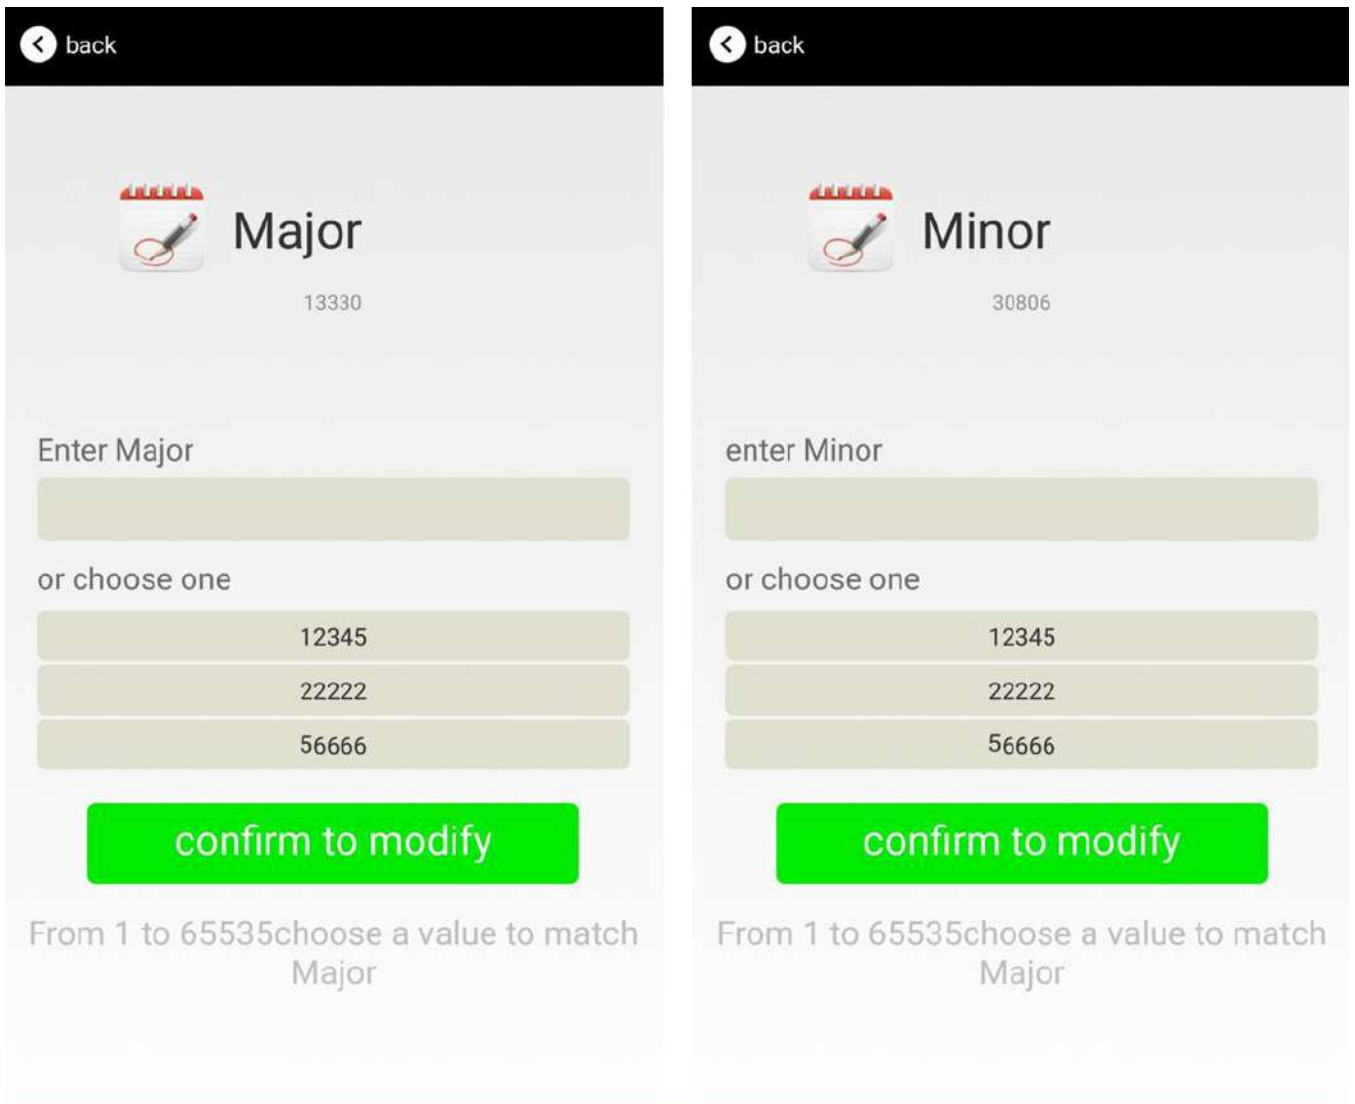 back
Major
13330
Enter Major
or choose one
12345
22222
56666
confirm to modify
From 1 to 65535choose a value to match
Major
back
Minor
30806
enter Minor
or choose one
12345
22222
56666
confirm to modify
From 1 to 65535choose a value to match
Major